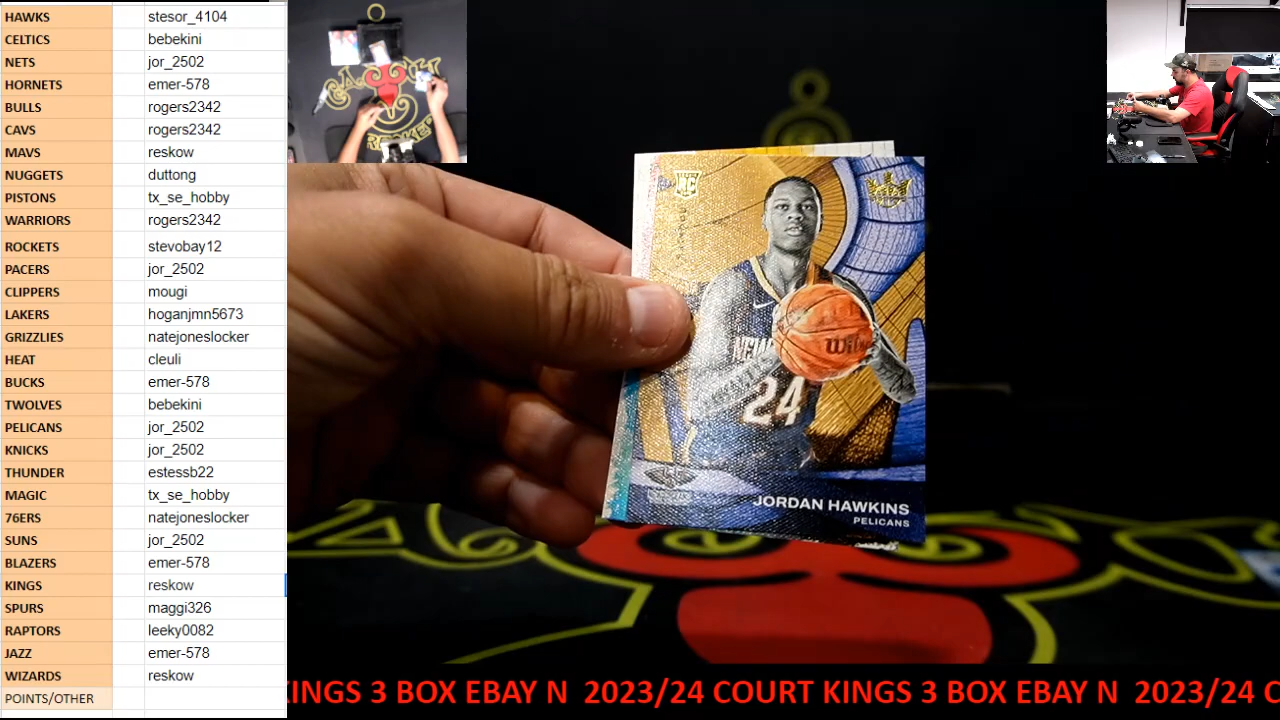 HAWKS stesor_4104
CELTICS bebekini
NETS jor_2502
HORNETS emer-578
BULLS rogers2342
CAVS rogers2342
MAVS reskow
NUGGETS duttong
PISTONS tx_se_hobby
WARRIORS rogers2342
ROCKETS stevobay12
PACERS jor_2502
CLIPPERS mougi
LAKERS hoganjmn5673
GRIZZLIES natejoneslocker
HEAT cleuli
BUCKS emer-578
TWOLVES bebekini
PELICANS jor_2502
KNICKS jor_2502
THUNDER estessb22
MAGIC tx_se_hobby
76ERS natejoneslocker
SUNS jor_2502
BLAZERS emer-578
KINGS reskow
SPURS maggi326
RAPTORS leeky0082
JAZZ emer-578
WIZARDS reskow
POINTS/OTHER
RC
24
JORDAN HAWKINS
PELICANS
KINGS 3 BOX EBAY N 2023/24 COURT KINGS 3 BOX EBAY N 2023/24 C